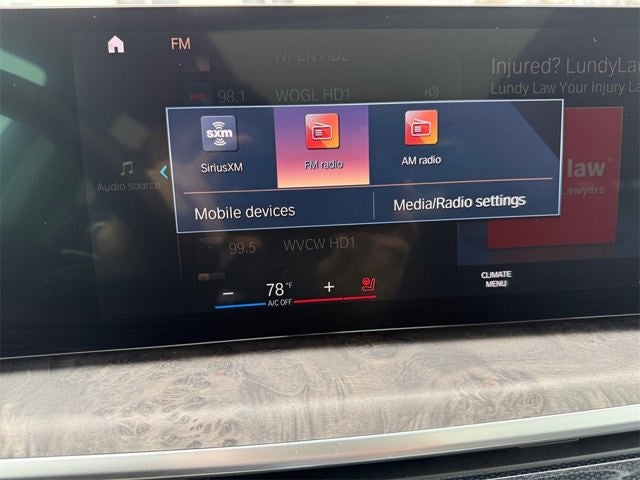 FM
WPEN HD2
98.1 WOGL HD1
Injured? LundyLaw
Lundy Law Your Injury La
sxm
SiriusXM
FM radio
AM radio
Audio source
law
Lawyers
Mobile devices
Media/Radio settings
99.5 WVCW HD1
78 °F
A/C OFF
CLIMATE
MENU